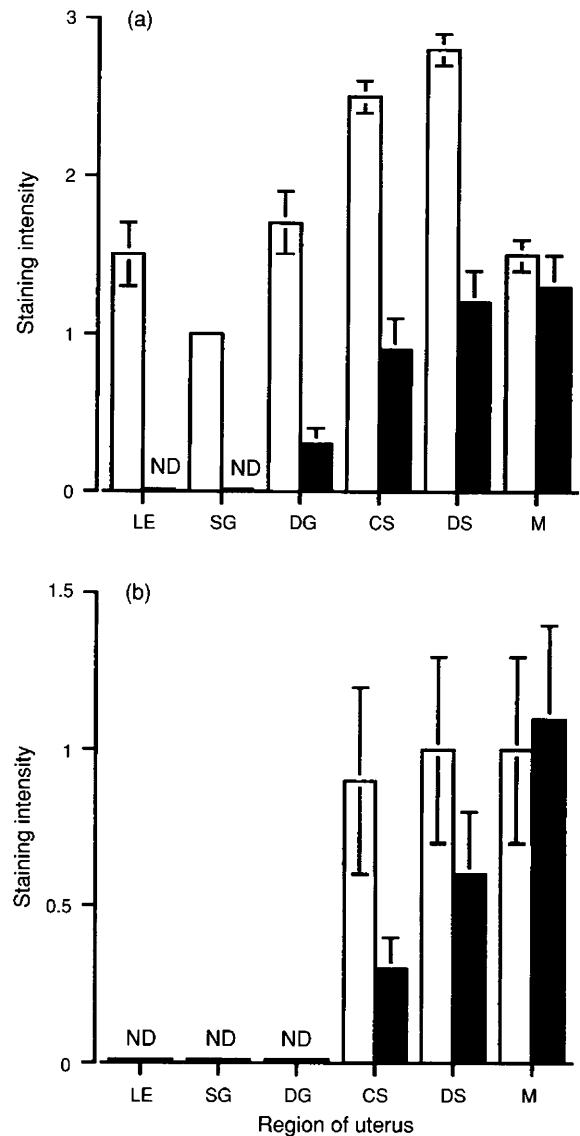 (a)
3
2
1
0
Staining intensity
ND
ND
LE SG DG CS DS M
(b)
1.5
1
0.5
0
Staining intensity
ND ND ND
LE SG DG CS DS M
Region of uterus